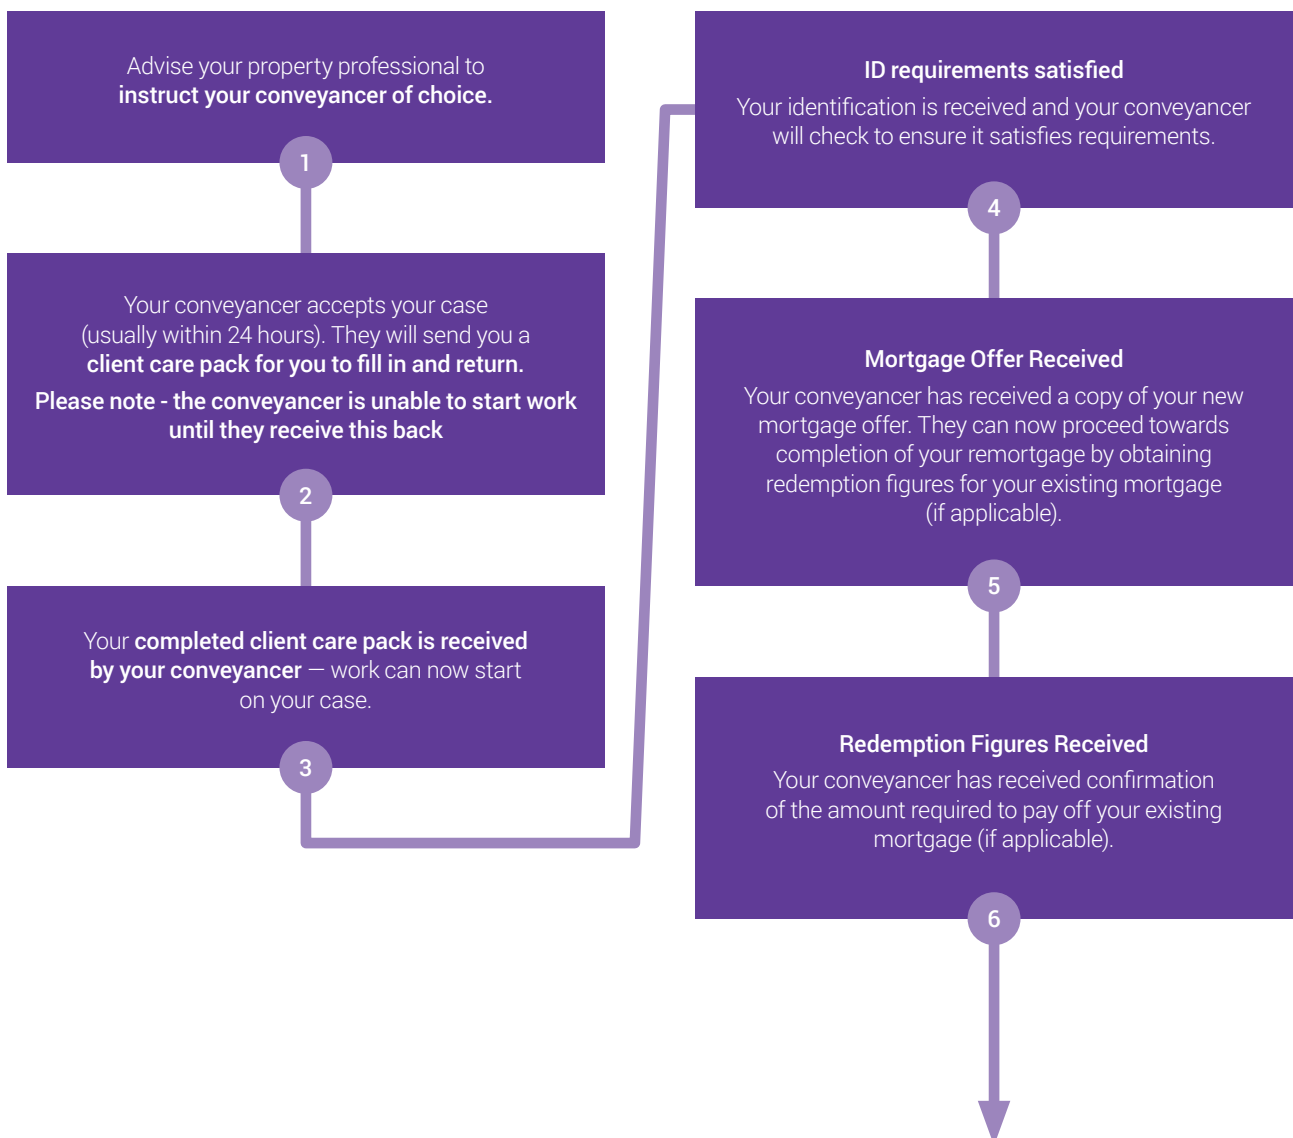 Advise your property professional to
instruct your conveyancer of choice.
1
Your conveyancer accepts your case
(usually within 24 hours). They will send you a
client care pack for you to fill in and return.
Please note - the conveyancer is unable to start work
until they receive this back
2
Your completed client care pack is received
by your conveyancer — work can now start
on your case.
3
ID requirements satisfied
Your identification is received and your conveyancer
will check to ensure it satisfies requirements.
4
Mortgage Offer Received
Your conveyancer has received a copy of your new
mortgage offer. They can now proceed towards
completion of your remortgage by obtaining
redemption figures for your existing mortgage
(if applicable).
5
Redemption Figures Received
Your conveyancer has received confirmation
of the amount required to pay off your existing
mortgage (if applicable).
6